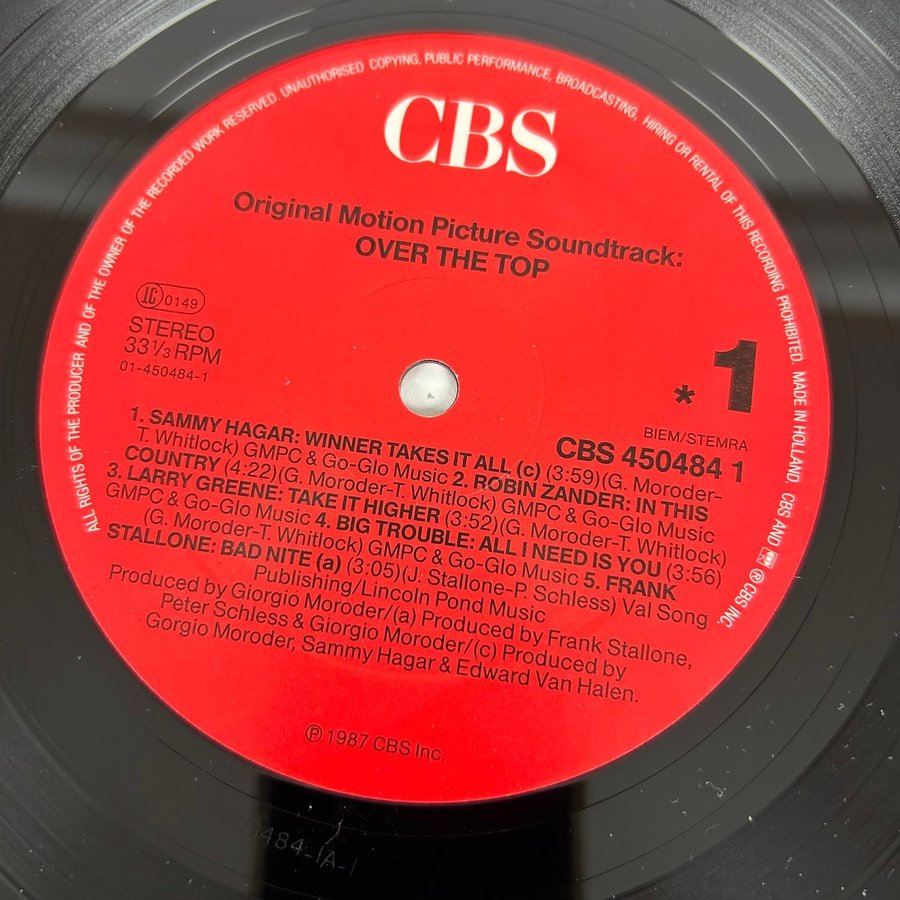 ALL RIGHTS OF THE PRODUCER AND OF THE OWNER OF THE RECORDED WORK RESERVED. UNAUTHORISED COPYING, PUBLIC PERFORMANCE, BROADCASTING, HIRING OR RENTAL OF THIS RECORDING PROHIBITED. MADE IN HOLLAND. CBS AND ℗ CBS INC.
CBS
Original Motion Picture Soundtrack:
OVER THE TOP
LC 0149
STEREO
33 1/3 RPM
01-450484-1
* 1
BIEM/STEMRA
CBS 450484 1
1. SAMMY HAGAR: WINNER TAKES IT ALL (c) (3:59)(G. Moroder-
T. Whitlock) GMPC & Go-Glo Music 2. ROBIN ZANDER: IN THIS
COUNTRY (4:22)(G. Moroder-T. Whitlock) GMPC & Go-Glo Music
3. LARRY GREENE: TAKE IT HIGHER (3:52)(G. Moroder-T. Whitlock)
GMPC & Go-Glo Music 4. BIG TROUBLE: ALL I NEED IS YOU (3:56)
(G. Moroder-T. Whitlock) GMPC & Go-Glo Music 5. FRANK
STALLONE: BAD NITE (a) (3:05)(J. Stallone-P. Schless) Val Song
Publishing/Lincoln Pond Music
Produced by Giorgio Moroder/(a) Produced by Frank Stallone,
Peter Schless & Giorgio Moroder/(c) Produced by
Gorgio Moroder, Sammy Hagar & Edward Van Halen.
℗ 1987 CBS Inc.
484-1A-1